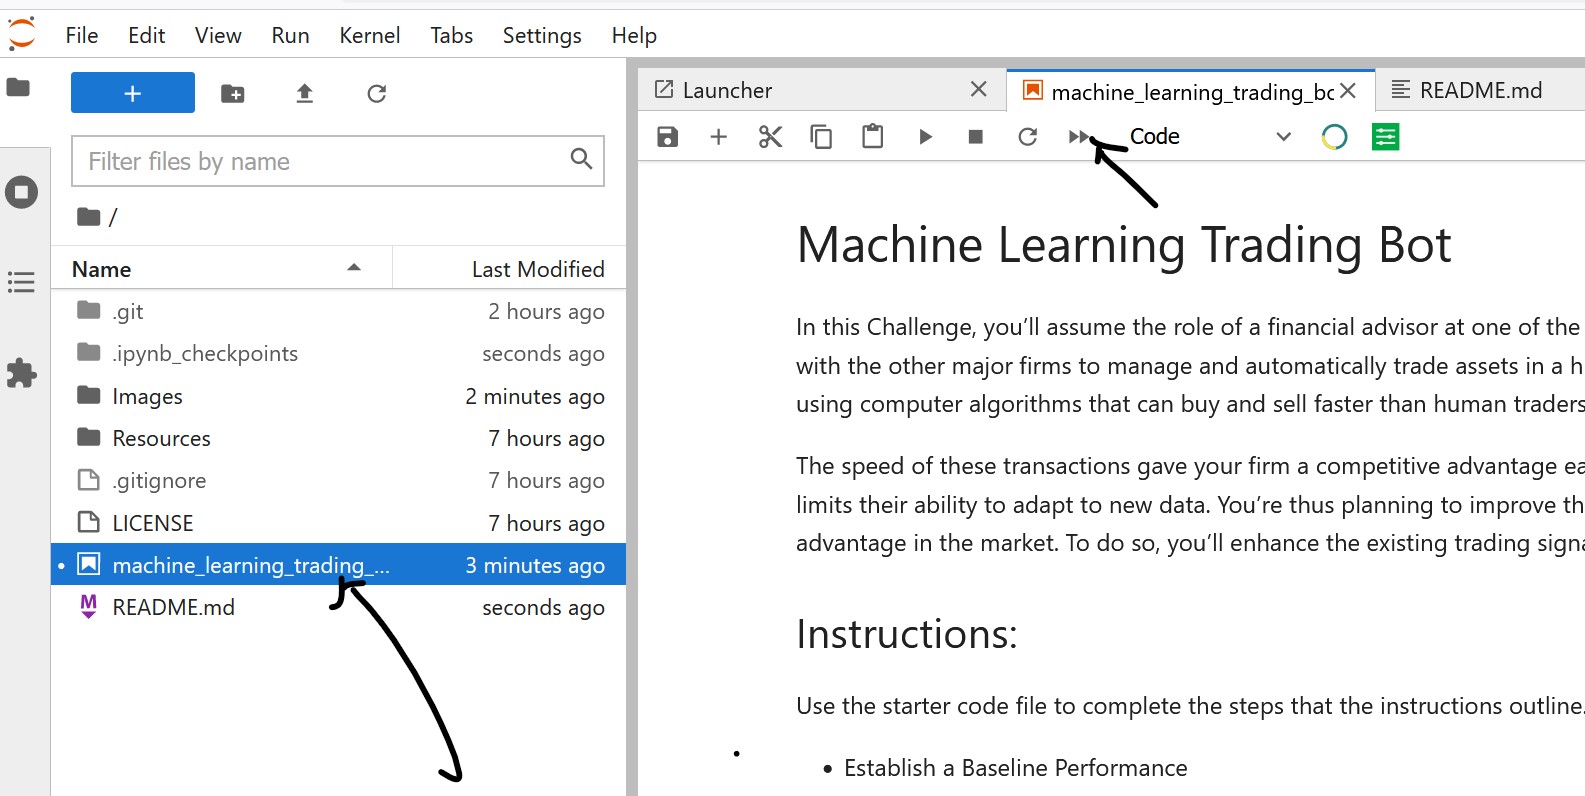 File Edit View Run Kernel Tabs Settings Help
Filter files by name
/
Name Last Modified
.git 2 hours ago
.ipynb_checkpoints seconds ago
Images 2 minutes ago
Resources 7 hours ago
.gitignore 7 hours ago
LICENSE 7 hours ago
machine_learning_trading_... 3 minutes ago
README.md seconds ago
Launcher machine_learning_trading_bo README.md
Code
Machine Learning Trading Bot
In this Challenge, you’ll assume the role of a financial advisor at one of the
with the other major firms to manage and automatically trade assets in a h
using computer algorithms that can buy and sell faster than human traders
The speed of these transactions gave your firm a competitive advantage ea
limits their ability to adapt to new data. You’re thus planning to improve th
advantage in the market. To do so, you’ll enhance the existing trading signa
Instructions:
Use the starter code file to complete the steps that the instructions outline.
• Establish a Baseline Performance